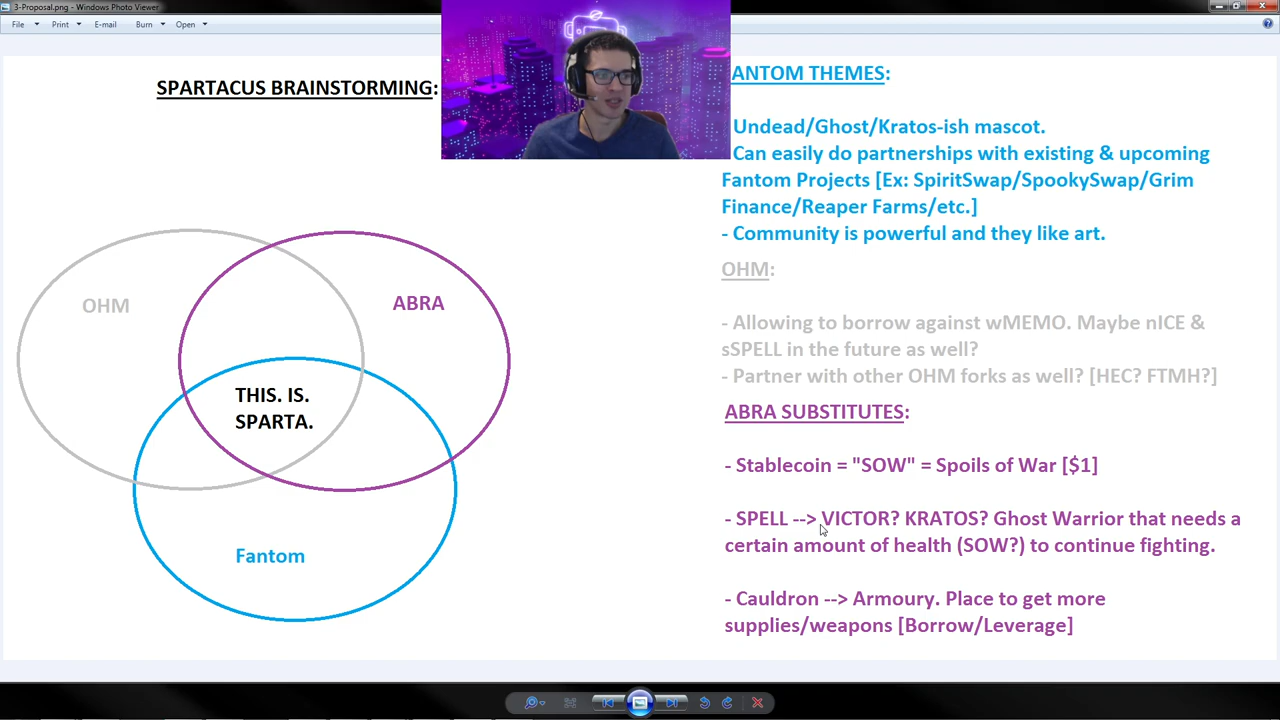 3-Proposal.png - Windows Photo Viewer
File Print E-mail Burn Open
SPARTACUS BRAINSTORMING:
OHM
ABRA
THIS. IS.
SPARTA.
Fantom
ANTOM THEMES:
Undead/Ghost/Kratos-ish mascot.
Can easily do partnerships with existing & upcoming
Fantom Projects [Ex: SpiritSwap/SpookySwap/Grim
Finance/Reaper Farms/etc.]
- Community is powerful and they like art.
OHM:
- Allowing to borrow against wMEMO. Maybe nICE &
sSPELL in the future as well?
- Partner with other OHM forks as well? [HEC? FTMH?]
ABRA SUBSTITUTES:
- Stablecoin = "SOW" = Spoils of War [$1]
- SPELL --> VICTOR? KRATOS? Ghost Warrior that needs a
certain amount of health (SOW?) to continue fighting.
- Cauldron --> Armoury. Place to get more
supplies/weapons [Borrow/Leverage]